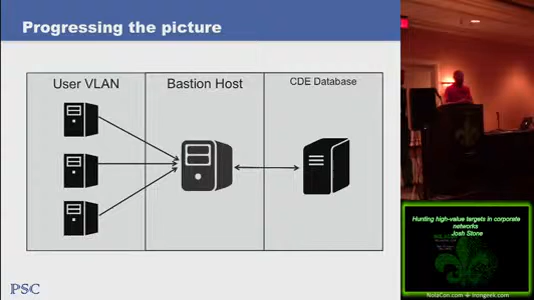 Progressing the picture
User VLAN
Bastion Host
CDE Database
PSC
Hunting high-value targets in corporate
networks
Josh Stone
NolaCon.com
Irongeek.com